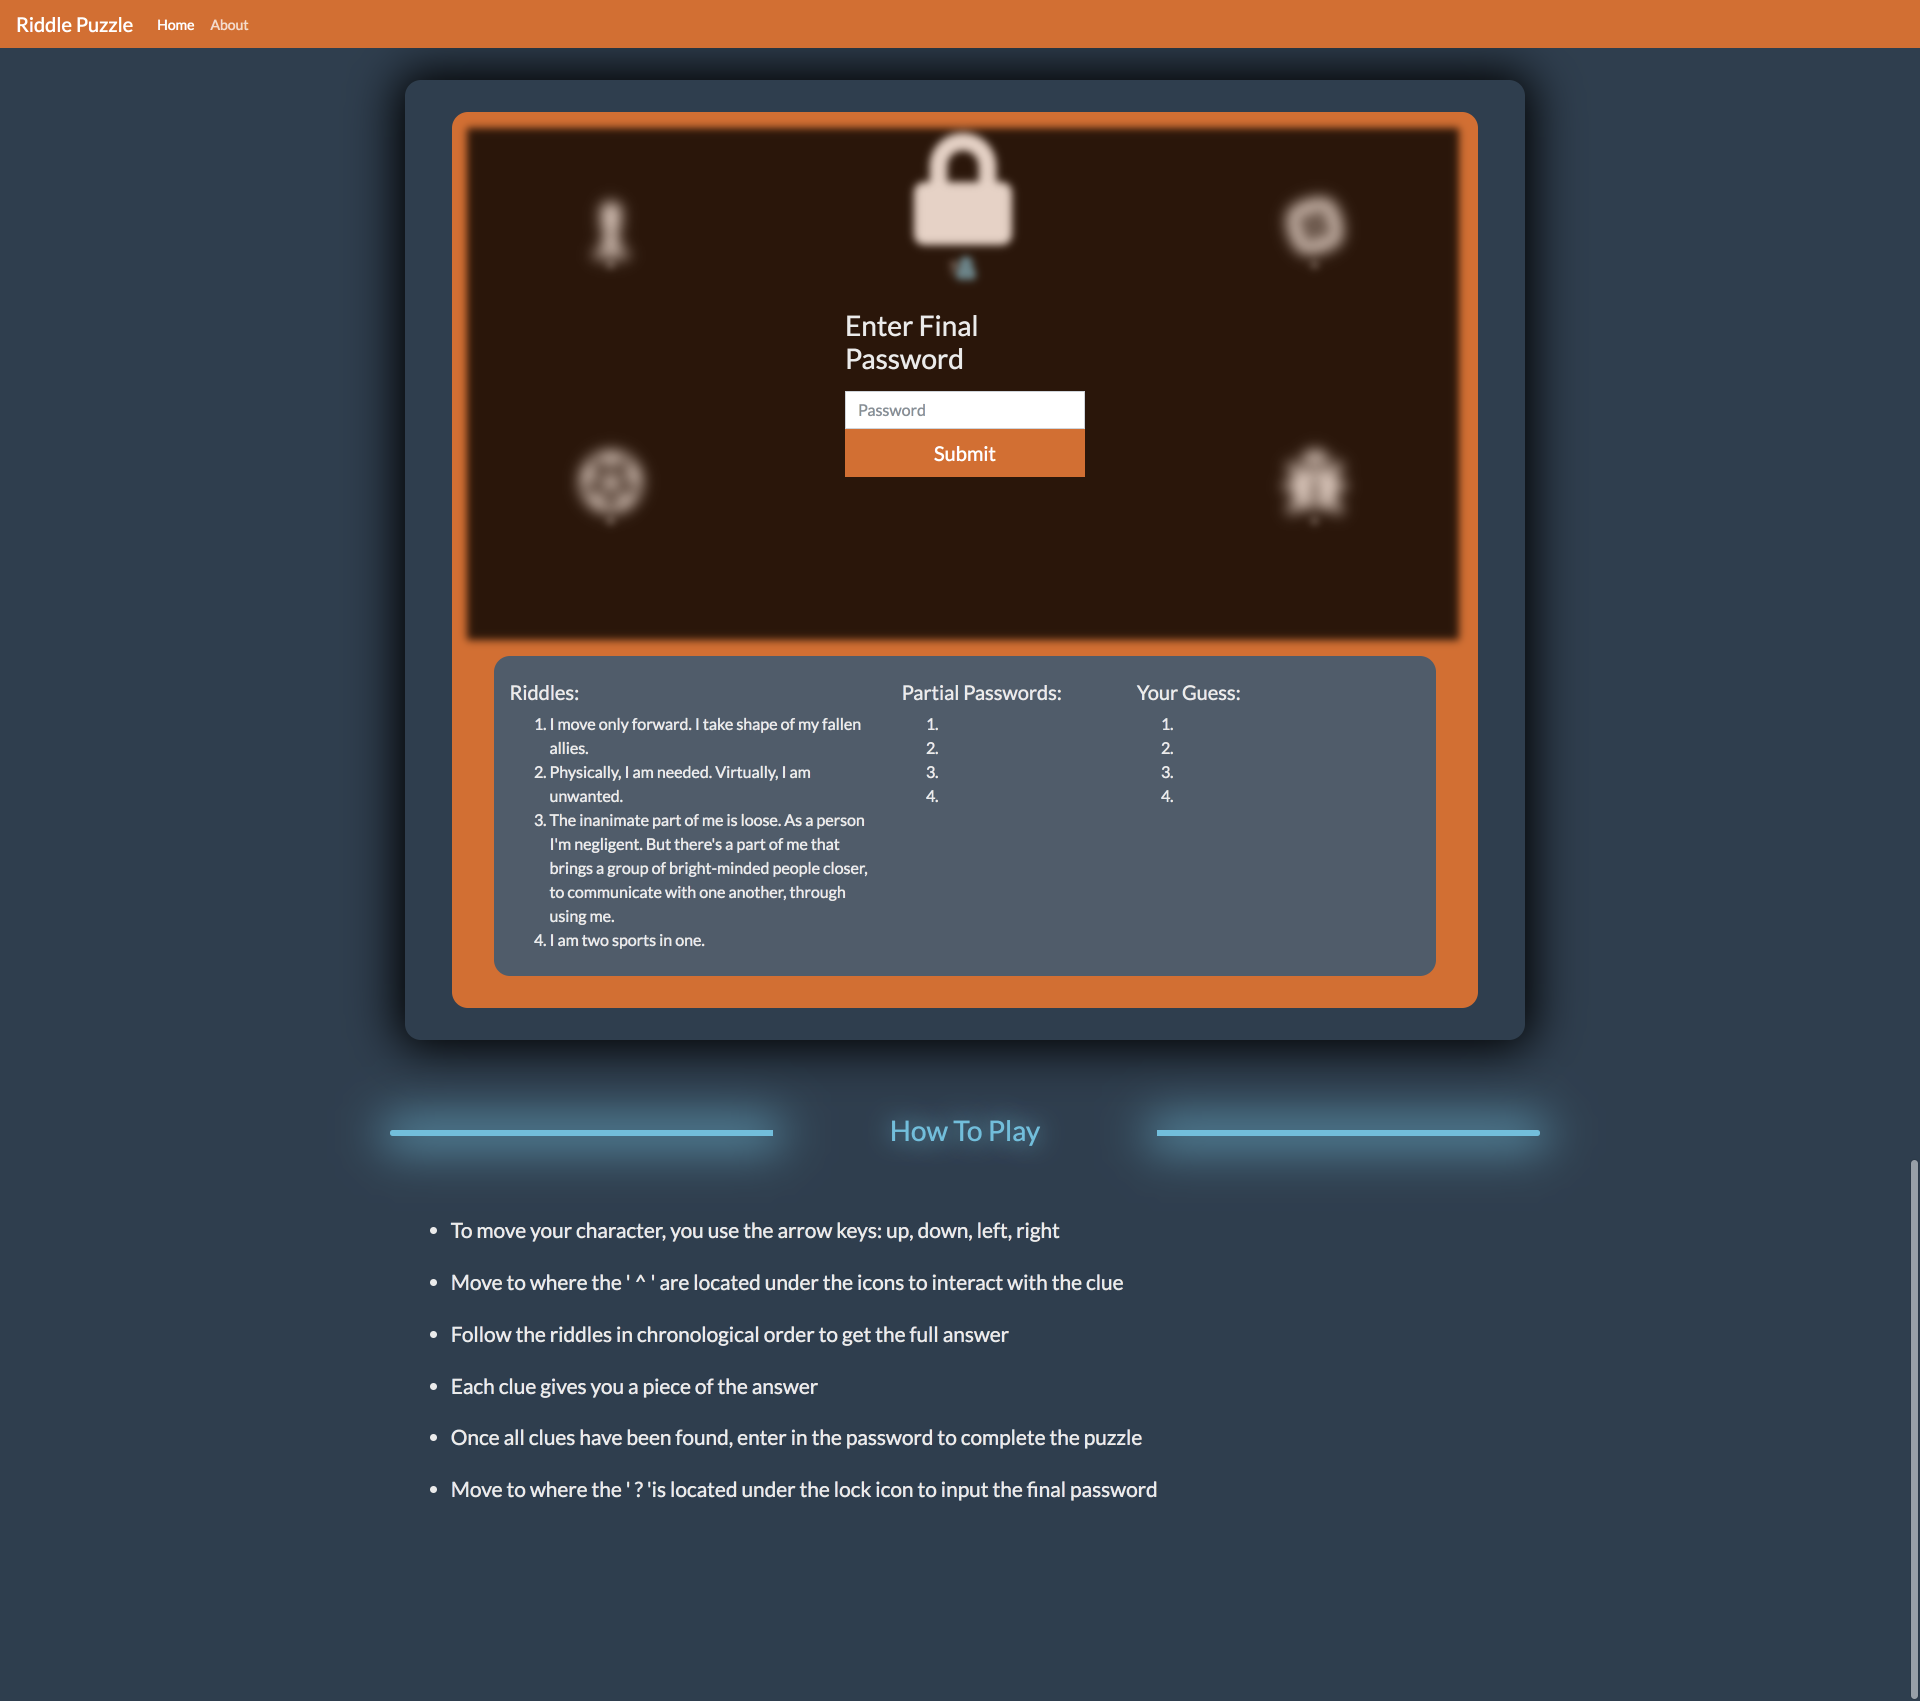 Riddle Puzzle Home About
Enter Final
Password
Password
Submit
Riddles:
1. I move only forward. I take shape of my fallen
allies.
2. Physically, I am needed. Virtually, I am
unwanted.
3. The inanimate part of me is loose. As a person
I'm negligent. But there's a part of me that
brings a group of bright-minded people closer,
to communicate with one another, through
using me.
4. I am two sports in one.
Partial Passwords:
1.
2.
3.
4.
Your Guess:
1.
2.
3.
4.
How To Play
• To move your character, you use the arrow keys: up, down, left, right
• Move to where the ' ^ ' are located under the icons to interact with the clue
• Follow the riddles in chronological order to get the full answer
• Each clue gives you a piece of the answer
• Once all clues have been found, enter in the password to complete the puzzle
• Move to where the ' ? 'is located under the lock icon to input the final password